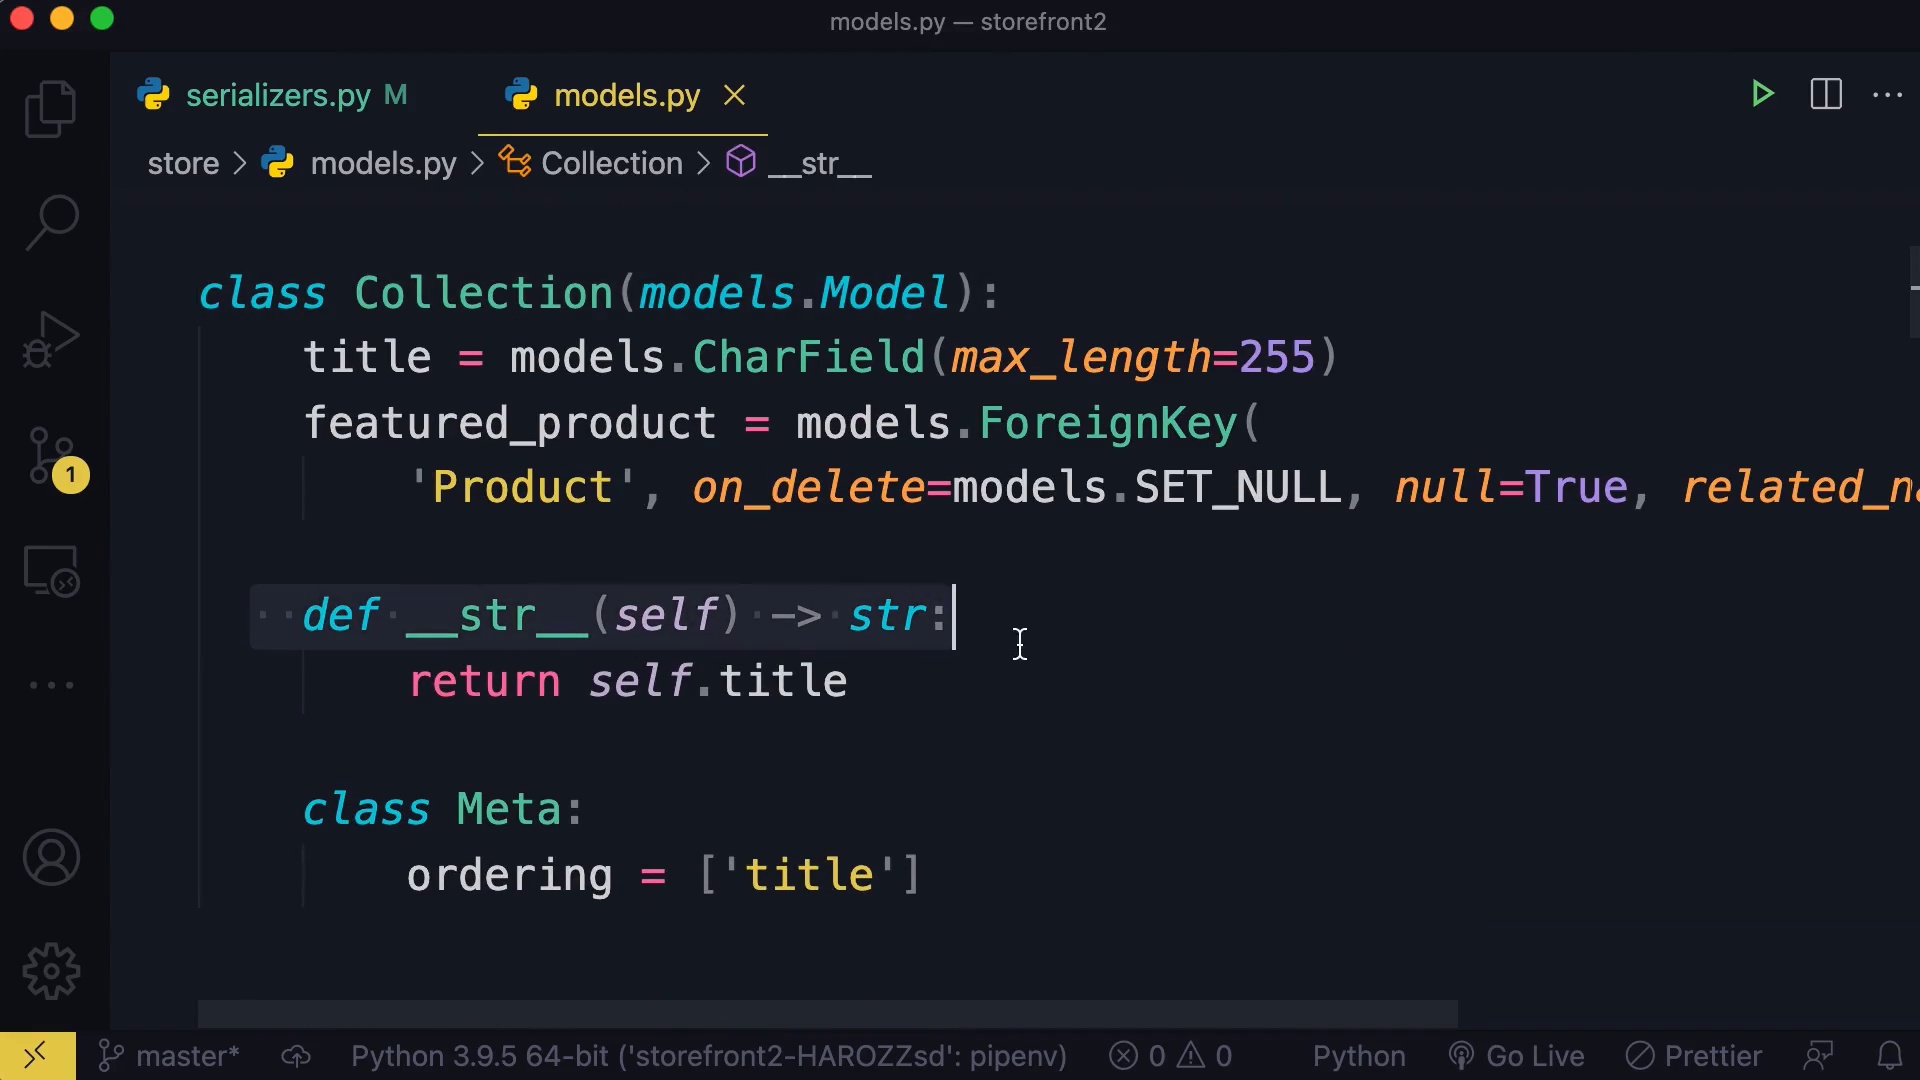 models.py — storefront2
serializers.py M
models.py
store > models.py > Collection > __str__
class Collection(models.Model):
title = models.CharField(max_length=255)
featured_product = models.ForeignKey(
'Product', on_delete=models.SET_NULL, null=True, related_na
def __str__(self) -> str:
return self.title
class Meta:
ordering = ['title']
1
master* Python 3.9.5 64-bit ('storefront2-HAROZZsd': pipenv) 0 0 Python Go Live Prettier